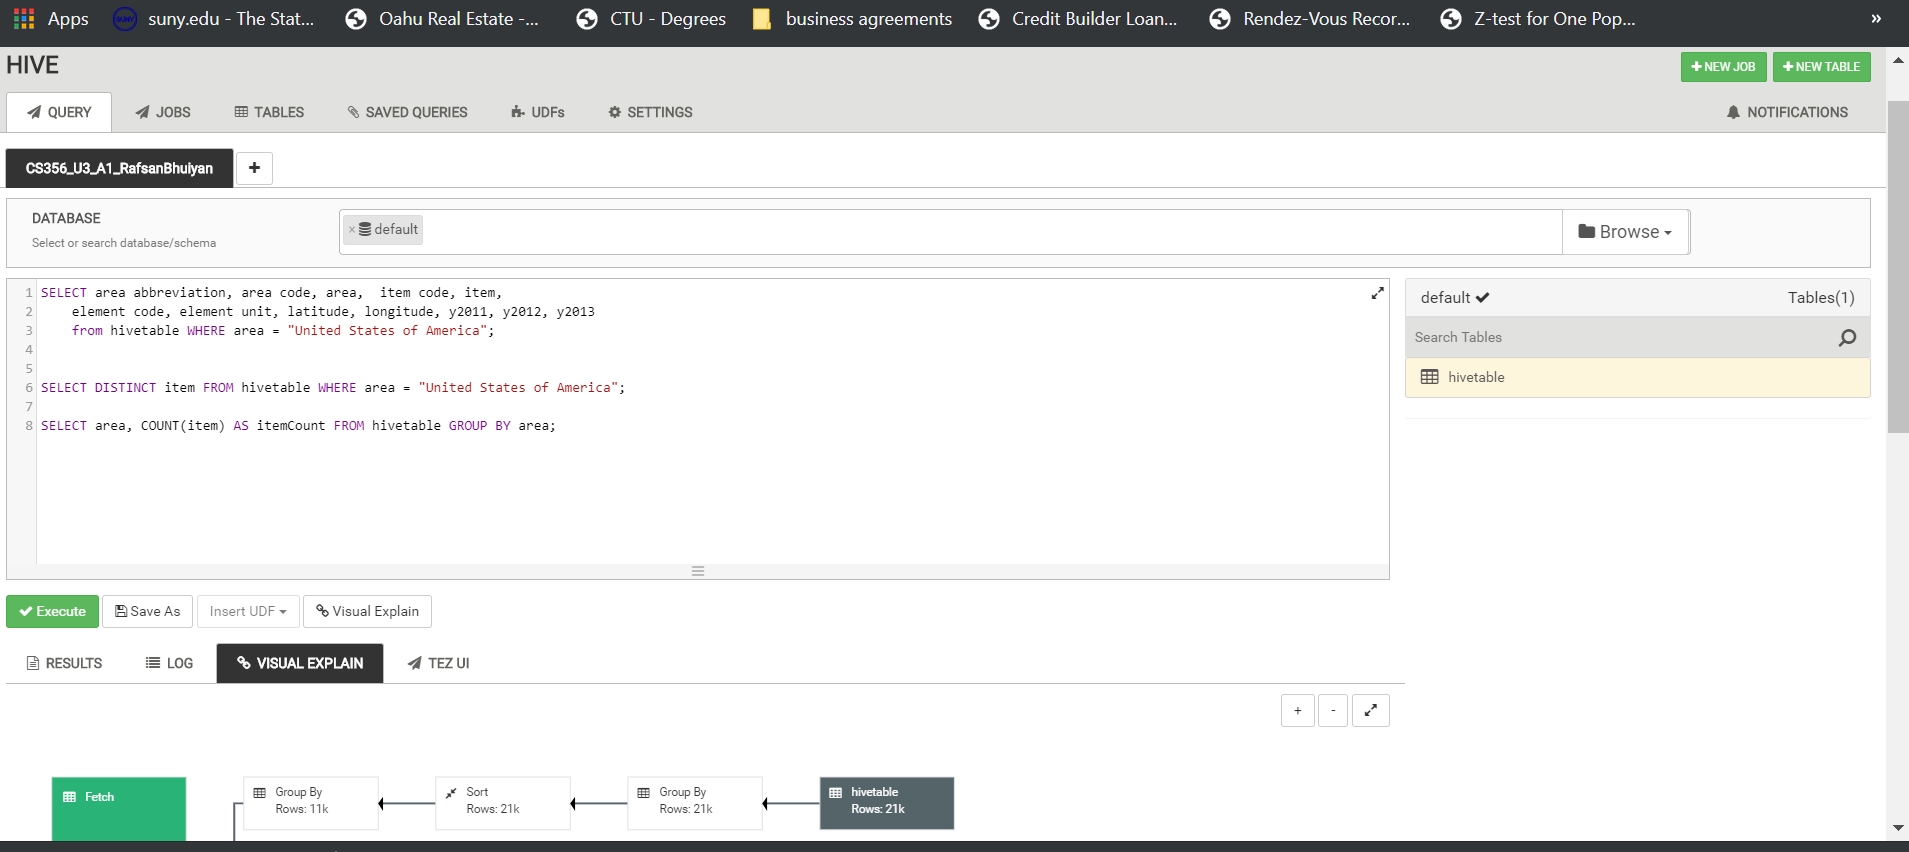 Apps suny.edu - The Stat... Oahu Real Estate -... CTU - Degrees business agreements Credit Builder Loan... Rendez-Vous Recor... Z-test for One Pop... »
HIVE
+ NEW JOB + NEW TABLE
QUERY JOBS TABLES SAVED QUERIES UDFs SETTINGS NOTIFICATIONS
CS356_U3_A1_RafsanBhuiyan +
DATABASE
Select or search database/schema
× default
Browse
1 SELECT area abbreviation, area code, area,  item code, item,
2     element code, element unit, latitude, longitude, y2011, y2012, y2013
3     from hivetable WHERE area = "United States of America";
4
5
6 SELECT DISTINCT item FROM hivetable WHERE area = "United States of America";
7
8 SELECT area, COUNT(item) AS itemCount FROM hivetable GROUP BY area;
default Tables(1)
Search Tables
hivetable
Execute Save As Insert UDF Visual Explain
RESULTS LOG VISUAL EXPLAIN TEZ UI
+ -
Fetch
Group By
Rows: 11k
Sort
Rows: 21k
Group By
Rows: 21k
hivetable
Rows: 21k